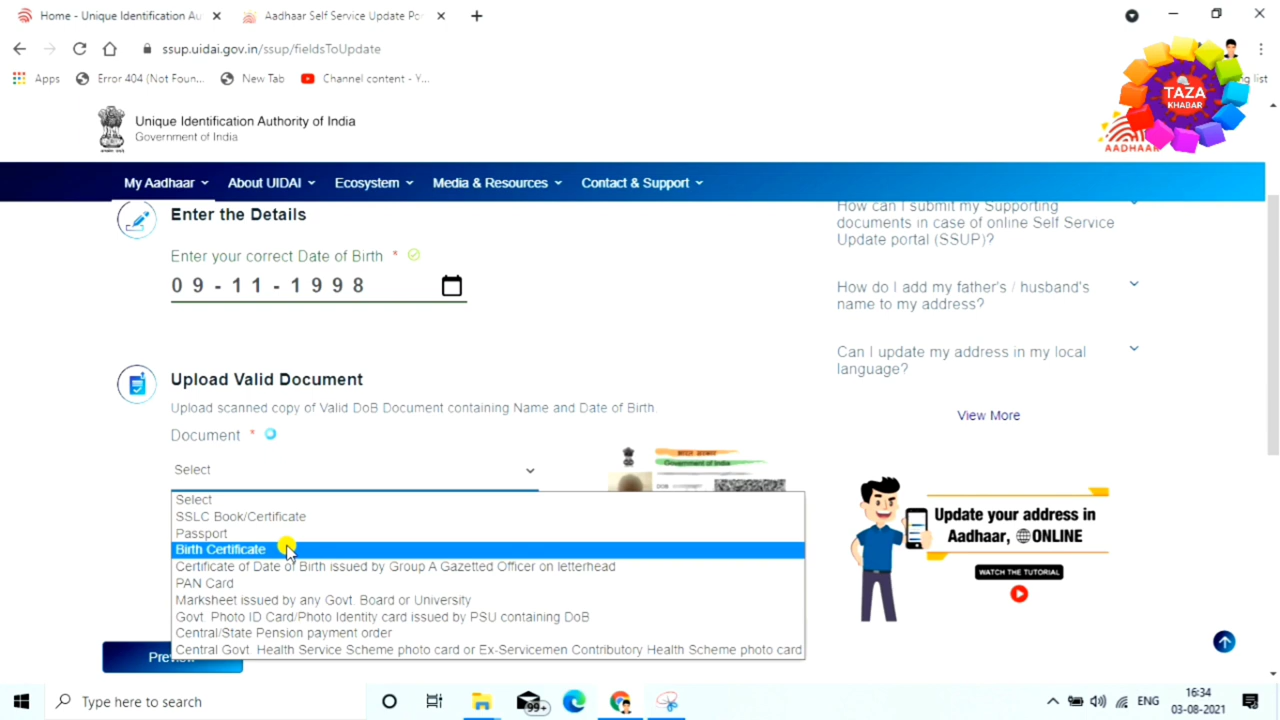 Home - Unique Identification Au
Aadhaar Self Service Update Po
ssup.uidai.gov.in/ssup/fieldsToUpdate
Apps
Error 404 (Not Foun...
New Tab
Channel content - Y...
ng list
TAZA
KHABAR
AADHAAR
Unique Identification Authority of India
Government of India
My Aadhaar
About UIDAI
Ecosystem
Media & Resources
Contact & Support
Enter the Details
Enter your correct Date of Birth *
09-11-1998
How can I submit my Supporting
documents in case of online Self Service
Update portal (SSUP)?
How do I add my father's / husband's
name to my address?
Can I update my address in my local
language?
View More
Upload Valid Document
Upload scanned copy of Valid DoB Document containing Name and Date of Birth.
Document *
Select
Government of India
DOB
Select
SSLC Book/Certificate
Passport
Birth Certificate
Certificate of Date of Birth issued by Group A Gazetted Officer on letterhead
PAN Card
Marksheet issued by any Govt. Board or University
Govt. Photo ID Card/Photo Identity card issued by PSU containing DoB
Central/State Pension payment order
Central Govt. Health Service Scheme photo card or Ex-Servicemen Contributory Health Scheme photo card
Update your address in
Aadhaar, ONLINE
WATCH THE TUTORIAL
Type here to search
99+
ENG
16:34
03-08-2021